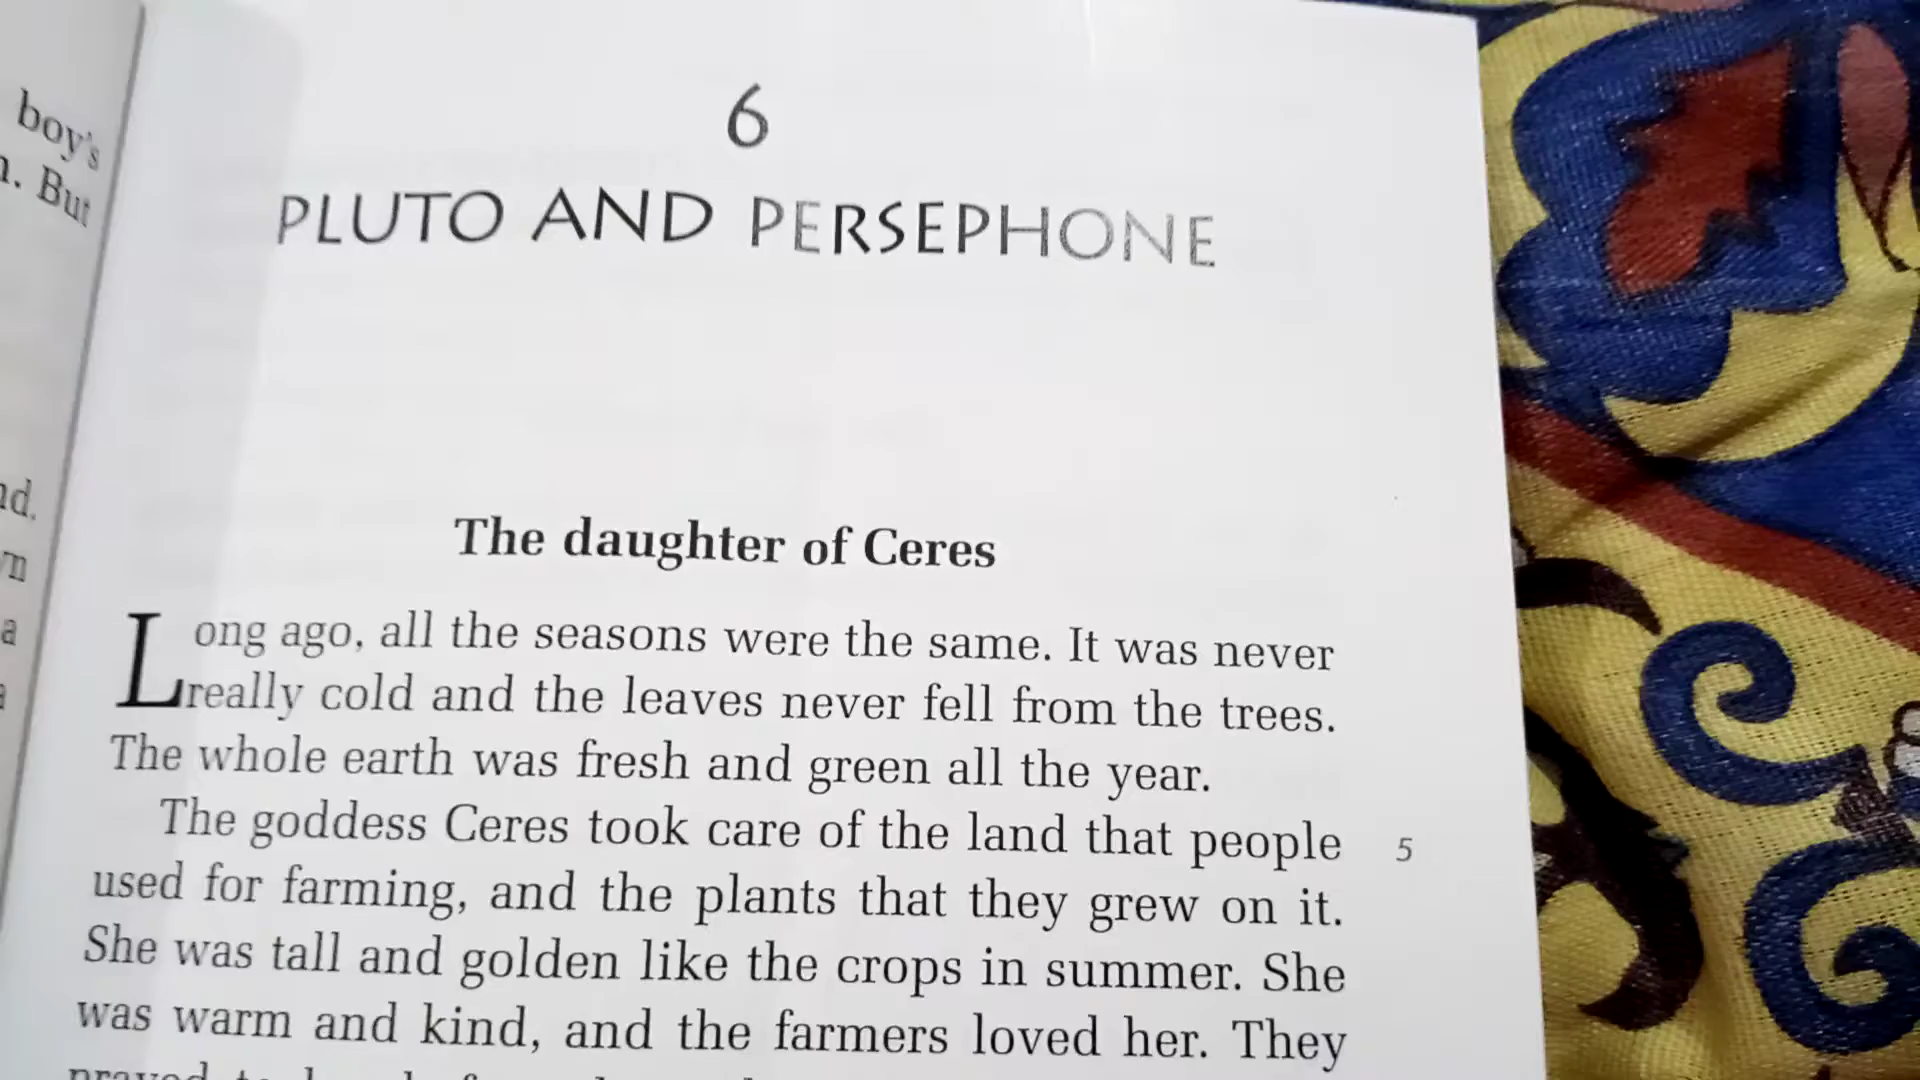 boy's
. But
nd.
a
6
PLUTO AND PERSEPHONE
The daughter of Ceres
Long ago, all the seasons were the same. It was never
really cold and the leaves never fell from the trees.
The whole earth was fresh and green all the year.
The goddess Ceres took care of the land that people 5
used for farming, and the plants that they grew on it.
She was tall and golden like the crops in summer. She
was warm and kind, and the farmers loved her. They